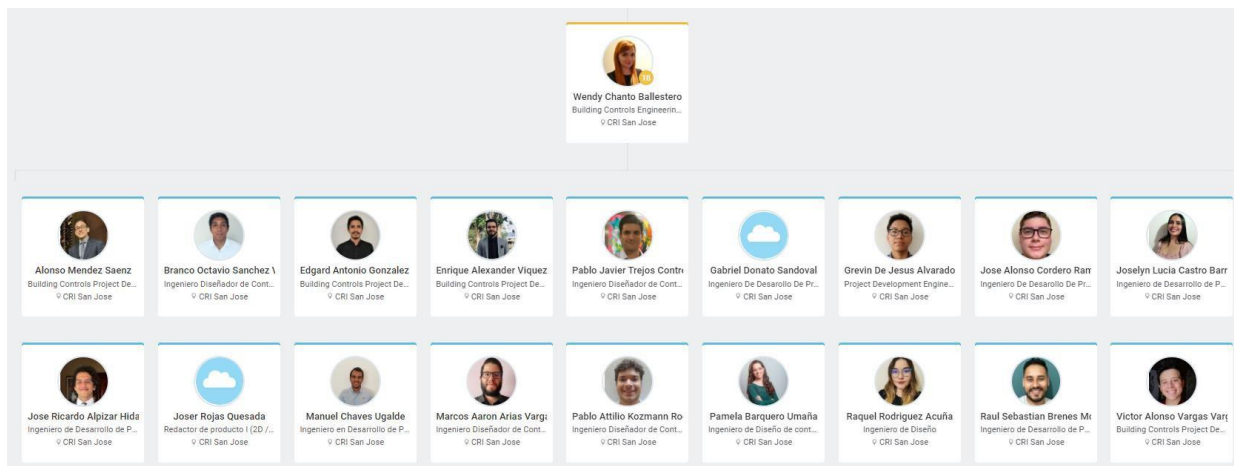 18
Wendy Chanto Ballestero
Building Controls Engineerin...
CRI San Jose
Alonso Mendez Saenz
Building Controls Project De...
CRI San Jose
Branco Octavio Sanchez V
Ingeniero Diseñador de Cont...
CRI San Jose
Edgard Antonio Gonzalez
Building Controls Project De...
CRI San Jose
Enrique Alexander Viquez
Building Controls Project De...
CRI San Jose
Pablo Javier Trejos Contre
Ingeniero Diseñador de Cont...
CRI San Jose
Gabriel Donato Sandoval
Ingeniero De Desarollo De Pr...
CRI San Jose
Grevin De Jesus Alvarado
Project Development Engine...
CRI San Jose
Jose Alonso Cordero Ram
Ingeniero De Desarollo De Pr...
CRI San Jose
Joselyn Lucia Castro Barr
Ingeniero de Desarrollo de P...
CRI San Jose
Jose Ricardo Alpizar Hida
Ingeniero de Desarrollo de P...
CRI San Jose
Joser Rojas Quesada
Redactor de producto I (2D /...
CRI San Jose
Manuel Chaves Ugalde
Ingeniero en Desarrollo de P...
CRI San Jose
Marcos Aaron Arias Varga
Ingeniero Diseñador de Cont...
CRI San Jose
Pablo Attilio Kozmann Ro
Ingeniero Diseñador de Cont...
CRI San Jose
Pamela Barquero Umaña
Ingeniero de Diseño de cont...
CRI San Jose
Raquel Rodriguez Acuña
Ingeniero de Diseño
CRI San Jose
Raul Sebastian Brenes Mo
Ingeniero de Desarrollo de P...
CRI San Jose
Victor Alonso Vargas Varg
Building Controls Project De...
CRI San Jose